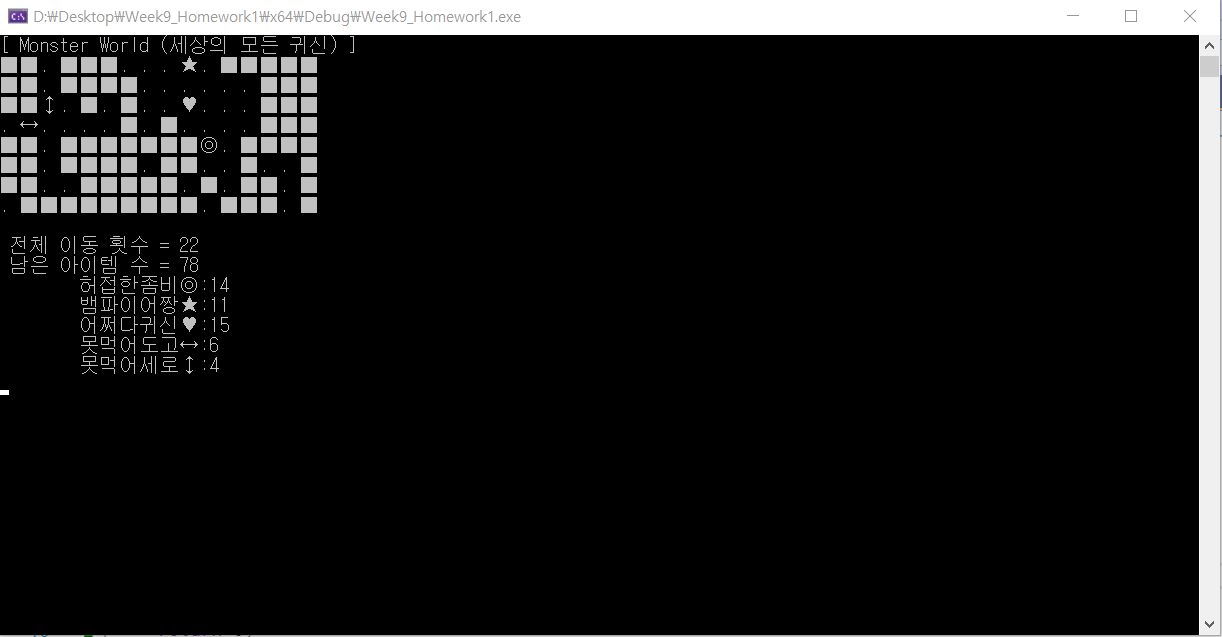 D:₩Desktop₩Week9_Homework1₩x64₩Debug₩Week9_Homework1.exe
[ Monster World (세상의 모든 귀신) ]
■■.■■■...★.■■■■■
■■.■■■■......■■■
■■↕.■.■..♥...■■■
.↔....■.■....■■■
■■.■■■■■■■◎.■■■■
■■.■■■■.■■..■..■
■■..■■■■■.■.■■.■
.■■■■■■■■■.■■■.■
전체 이동 횟수 = 22
남은 아이템 수 = 78
허접한좀비◎:14
뱀파이어짱★:11
어쩌다귀신♥:15
못먹어도고↔:6
못먹어세로↕:4